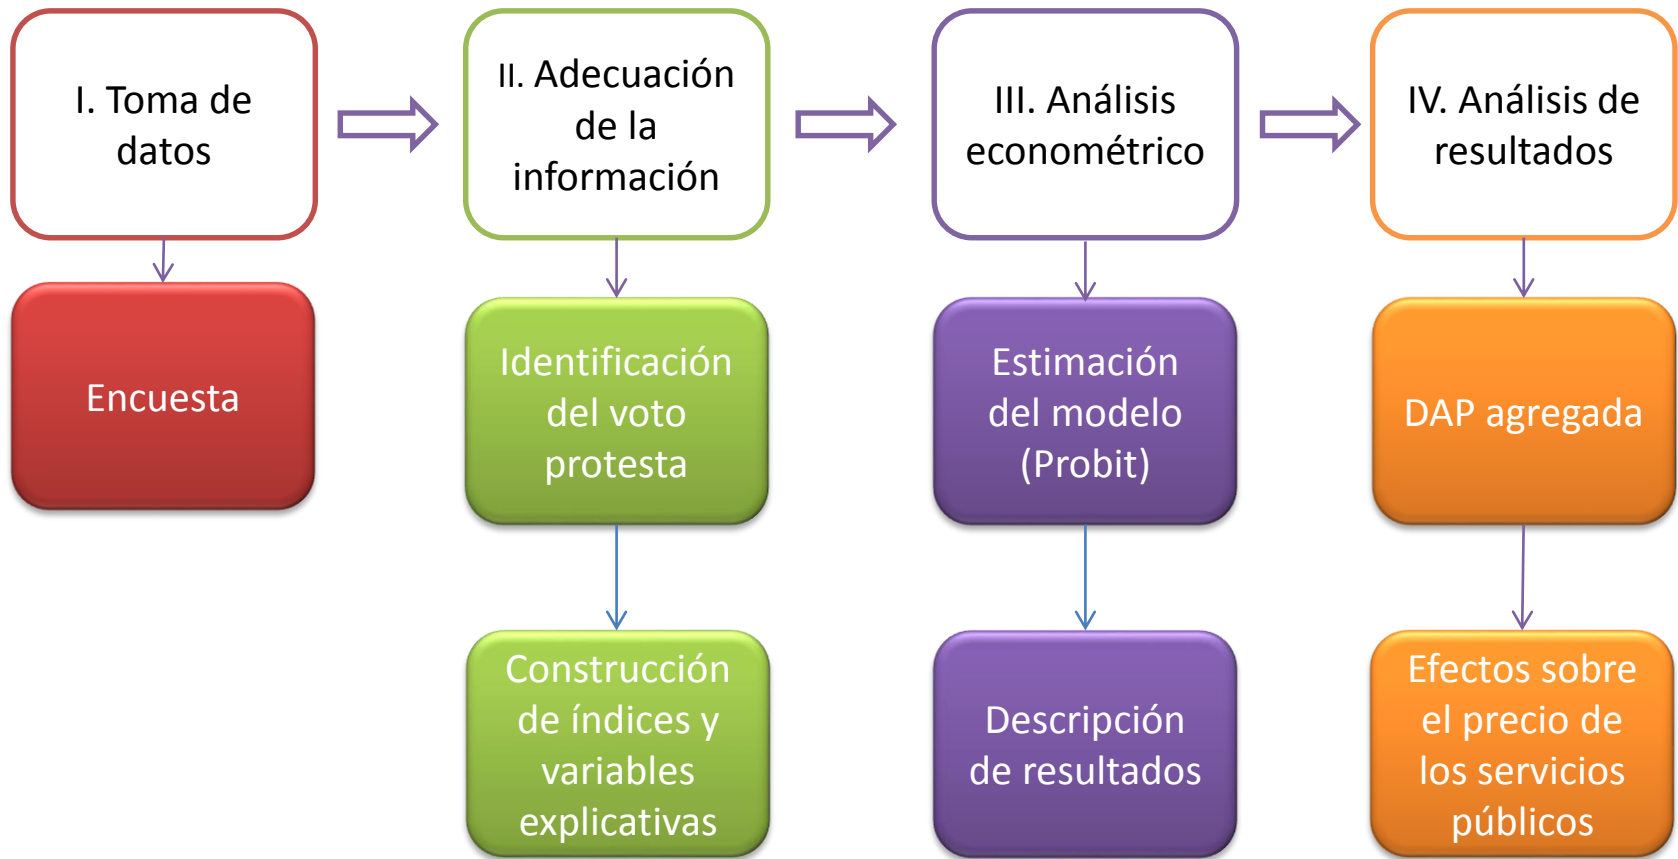 I. Toma de
datos
II. Adecuación
de la
información
III. Análisis
econométrico
IV. Análisis de
resultados
Encuesta
Identificación
del voto
protesta
Estimación
del modelo
(Probit)
DAP agregada
Construcción
de índices y
variables
explicativas
Descripción
de resultados
Efectos sobre
el precio de
los servicios
públicos